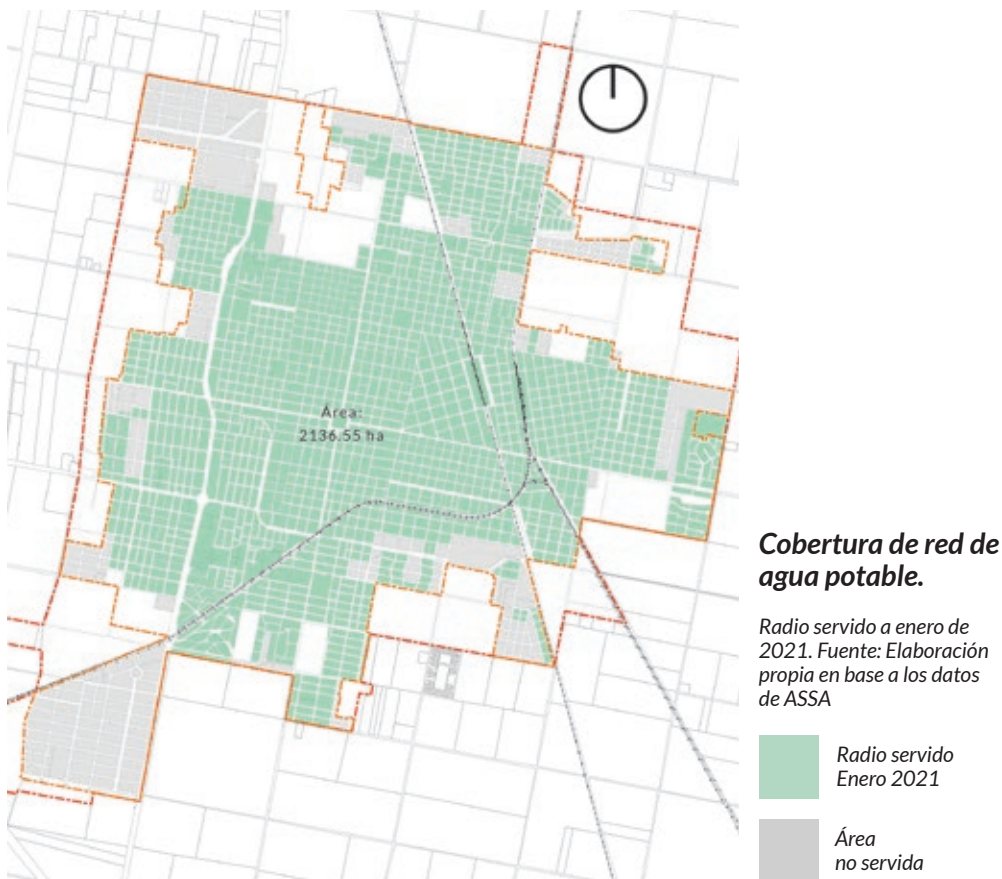 Área:
2136.55 ha
Cobertura de red de
agua potable.
Radio servido a enero de
2021. Fuente: Elaboración
propia en base a los datos
de ASSA
Radio servido
Enero 2021
Área
no servida